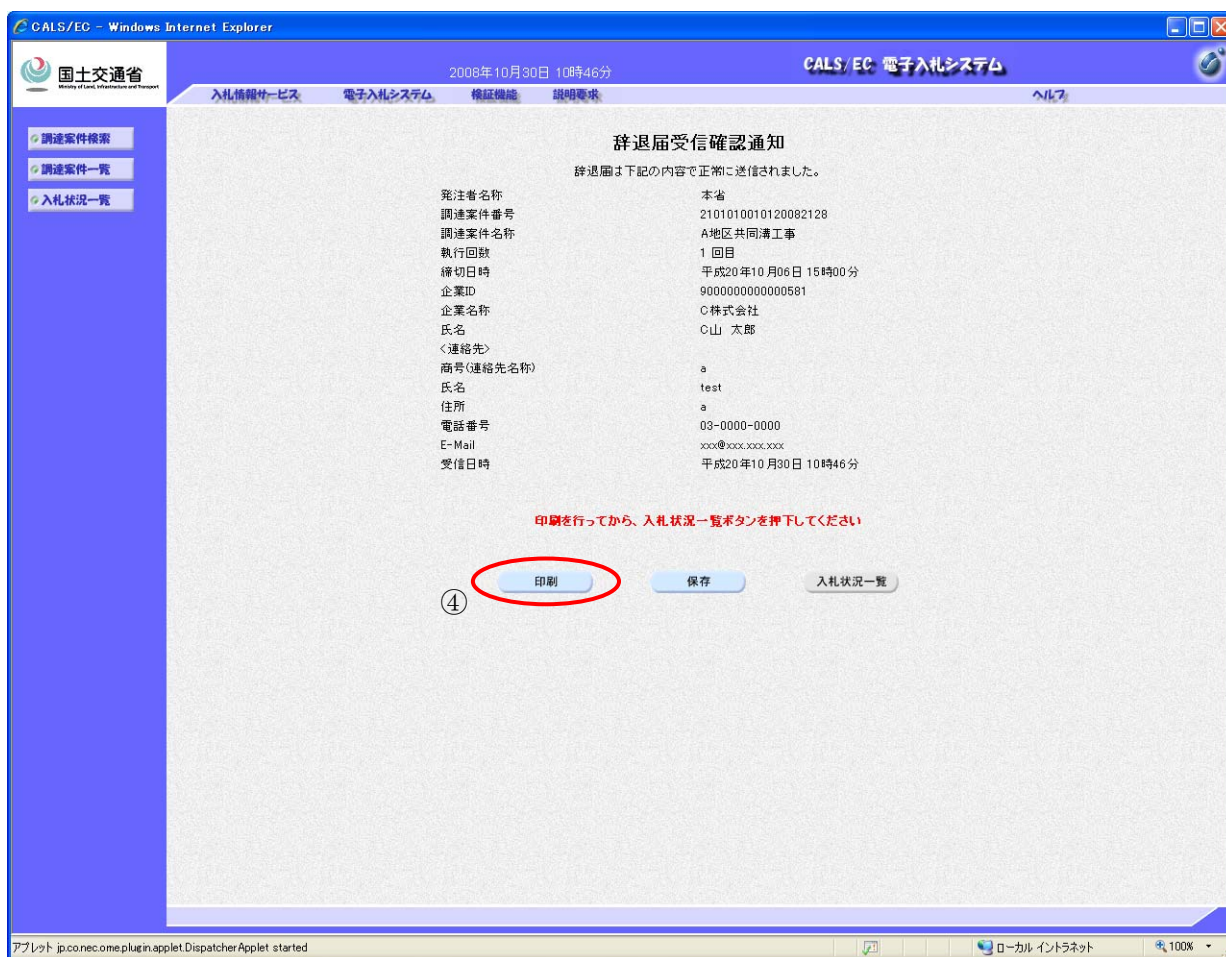 CALS/EC - Windows Internet Explorer
国土交通省
Ministry of Land, Infrastructure and Transport
2008年10月30日 10時46分
CALS/EC 電子入札システム
入札情報サービス 電子入札システム 検証機能 説明要求 ヘルプ
調達案件検索
調達案件一覧
入札状況一覧
辞退届受信確認通知
辞退届は下記の内容で正常に送信されました。
発注者名称 本省
調達案件番号 2101010010120082128
調達案件名称 A地区共同溝工事
執行回数 1 回目
締切日時 平成20年10月06日 15時00分
企業ID 9000000000000581
企業名称 C株式会社
氏名 C山 太郎
<連絡先>
商号(連絡先名称) a
氏名 test
住所 a
電話番号 03-0000-0000
E-Mail xxx@xxx.xxx.xxx
受信日時 平成20年10月30日 10時46分
印刷を行ってから、入札状況一覧ボタンを押下してください
印刷 保存 入札状況一覧
④
アプレット jp.co.nec.ome.plugin.applet.DispatcherApplet started
ローカル イントラネット 100%